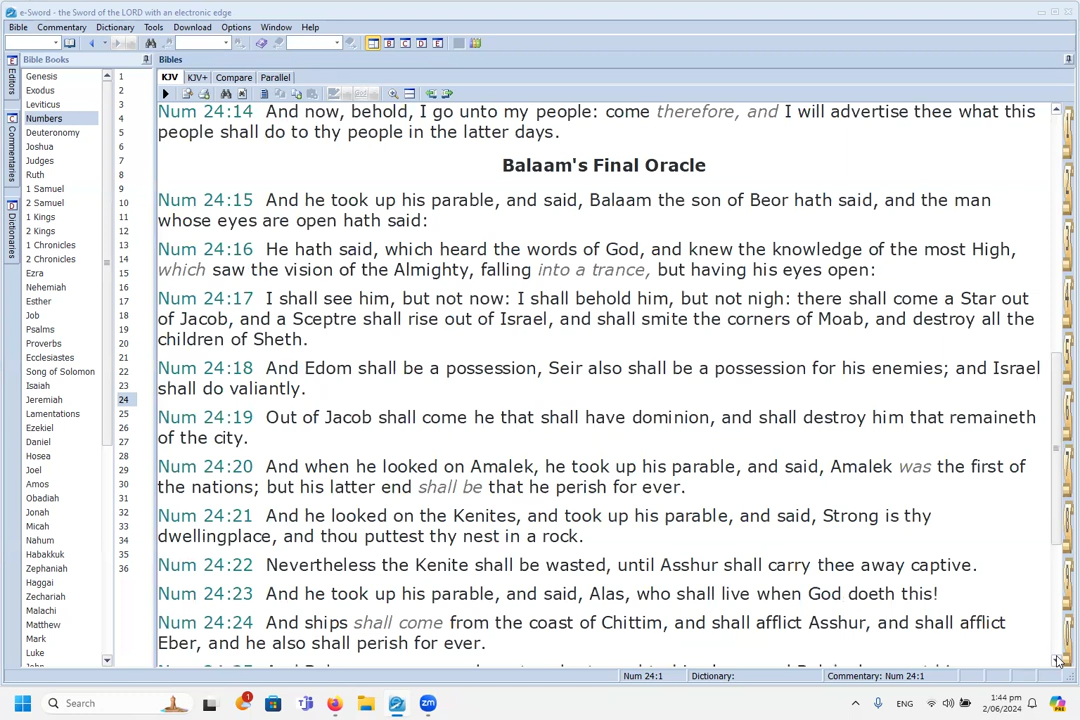 e-Sword - the Sword of the LORD with an electronic edge
Bible Commentary Dictionary Tools Download Options Window Help
B C D E
Bible Books
Bibles
Editors
Commentaries
Dictionaries
Genesis 1
Exodus 2
Leviticus 3
Numbers 4
Deuteronomy 5
Joshua 6
Judges 7
Ruth 8
1 Samuel 9
2 Samuel 10
1 Kings 11
2 Kings 12
1 Chronicles 13
2 Chronicles 14
Ezra 15
Nehemiah 16
Esther 17
Job 18
Psalms 19
Proverbs 20
Ecclesiastes 21
Song of Solomon 22
Isaiah 23
Jeremiah 24
Lamentations 25
Ezekiel 26
Daniel 27
Hosea 28
Joel 29
Amos 30
Obadiah 31
Jonah 32
Micah 33
Nahum 34
Habakkuk 35
Zephaniah 36
Haggai
Zechariah
Malachi
Matthew
Mark
Luke
John
KJV KJV+ Compare Parallel
Num 24:14 And now, behold, I go unto my people: come therefore, and I will advertise thee what this
people shall do to thy people in the latter days.
Balaam's Final Oracle
Num 24:15 And he took up his parable, and said, Balaam the son of Beor hath said, and the man
whose eyes are open hath said:
Num 24:16 He hath said, which heard the words of God, and knew the knowledge of the most High,
which saw the vision of the Almighty, falling into a trance, but having his eyes open:
Num 24:17 I shall see him, but not now: I shall behold him, but not nigh: there shall come a Star out
of Jacob, and a Sceptre shall rise out of Israel, and shall smite the corners of Moab, and destroy all the
children of Sheth.
Num 24:18 And Edom shall be a possession, Seir also shall be a possession for his enemies; and Israel
shall do valiantly.
Num 24:19 Out of Jacob shall come he that shall have dominion, and shall destroy him that remaineth
of the city.
Num 24:20 And when he looked on Amalek, he took up his parable, and said, Amalek was the first of
the nations; but his latter end shall be that he perish for ever.
Num 24:21 And he looked on the Kenites, and took up his parable, and said, Strong is thy
dwellingplace, and thou puttest thy nest in a rock.
Num 24:22 Nevertheless the Kenite shall be wasted, until Asshur shall carry thee away captive.
Num 24:23 And he took up his parable, and said, Alas, who shall live when God doeth this!
Num 24:24 And ships shall come from the coast of Chittim, and shall afflict Asshur, and shall afflict
Eber, and he also shall perish for ever.
1
2
3
4
5
6
7
8
9
0
Num 24:1 Dictionary: Commentary: Num 24:1
Search
1
zm
ENG
1:44 pm
2/06/2024
PRE